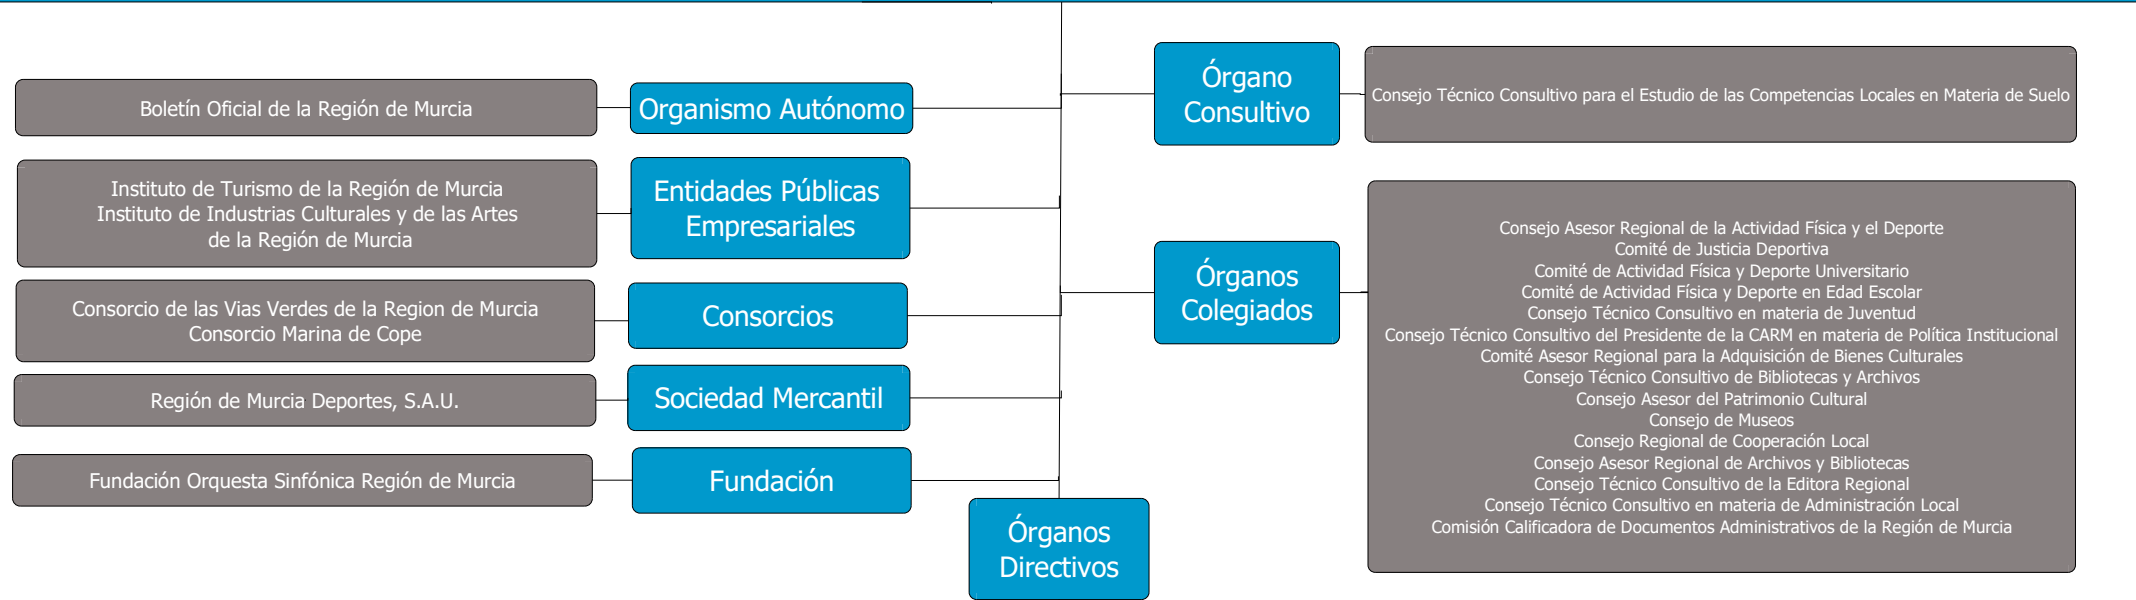 Boletín Oficial de la Región de Murcia
Organismo Autónomo
Instituto de Turismo de la Región de Murcia
Instituto de Industrias Culturales y de las Artes
de la Región de Murcia
Entidades Públicas
Empresariales
Consorcio de las Vias Verdes de la Region de Murcia
Consorcio Marina de Cope
Consorcios
Región de Murcia Deportes, S.A.U.
Sociedad Mercantil
Fundación Orquesta Sinfónica Región de Murcia
Fundación
Órganos
Directivos
Órgano
Consultivo
Consejo Técnico Consultivo para el Estudio de las Competencias Locales en Materia de Suelo
Órganos
Colegiados
Consejo Asesor Regional de la Actividad Física y el Deporte
Comité de Justicia Deportiva
Comité de Actividad Física y Deporte Universitario
Comité de Actividad Física y Deporte en Edad Escolar
Consejo Técnico Consultivo en materia de Juventud
Consejo Técnico Consultivo del Presidente de la CARM en materia de Política Institucional
Comité Asesor Regional para la Adquisición de Bienes Culturales
Consejo Técnico Consultivo de Bibliotecas y Archivos
Consejo Asesor del Patrimonio Cultural
Consejo de Museos
Consejo Regional de Cooperación Local
Consejo Asesor Regional de Archivos y Bibliotecas
Consejo Técnico Consultivo de la Editora Regional
Consejo Técnico Consultivo en materia de Administración Local
Comisión Calificadora de Documentos Administrativos de la Región de Murcia